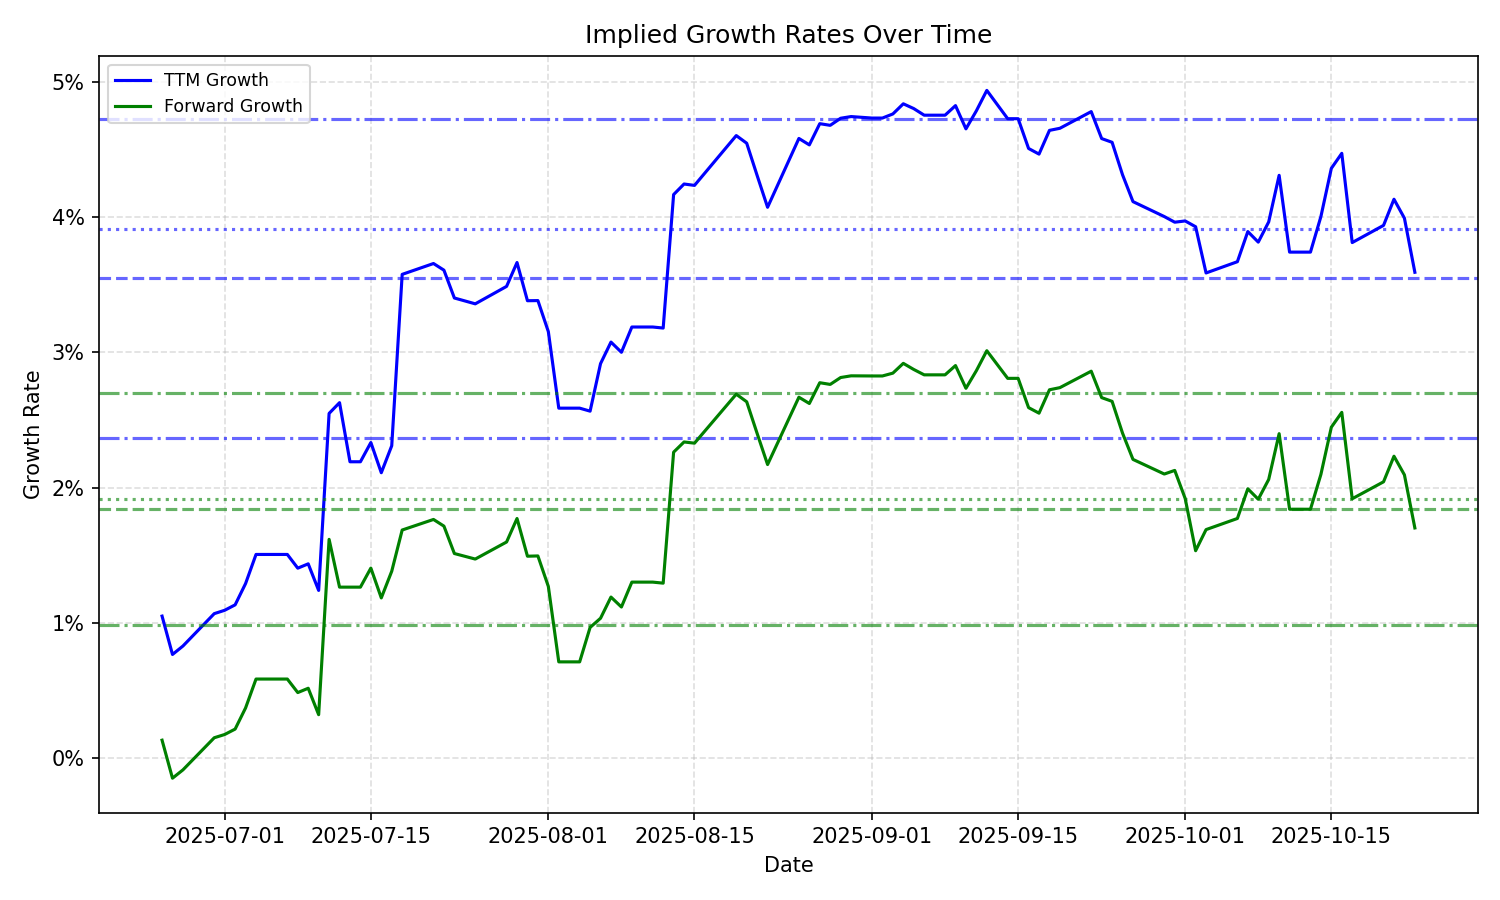 Implied Growth Rates Over Time
TTM Growth
Forward Growth
5%
4%
3%
2%
1%
0%
Growth Rate
2025-07-01 2025-07-15 2025-08-01 2025-08-15 2025-09-01 2025-09-15 2025-10-01 2025-10-15
Date